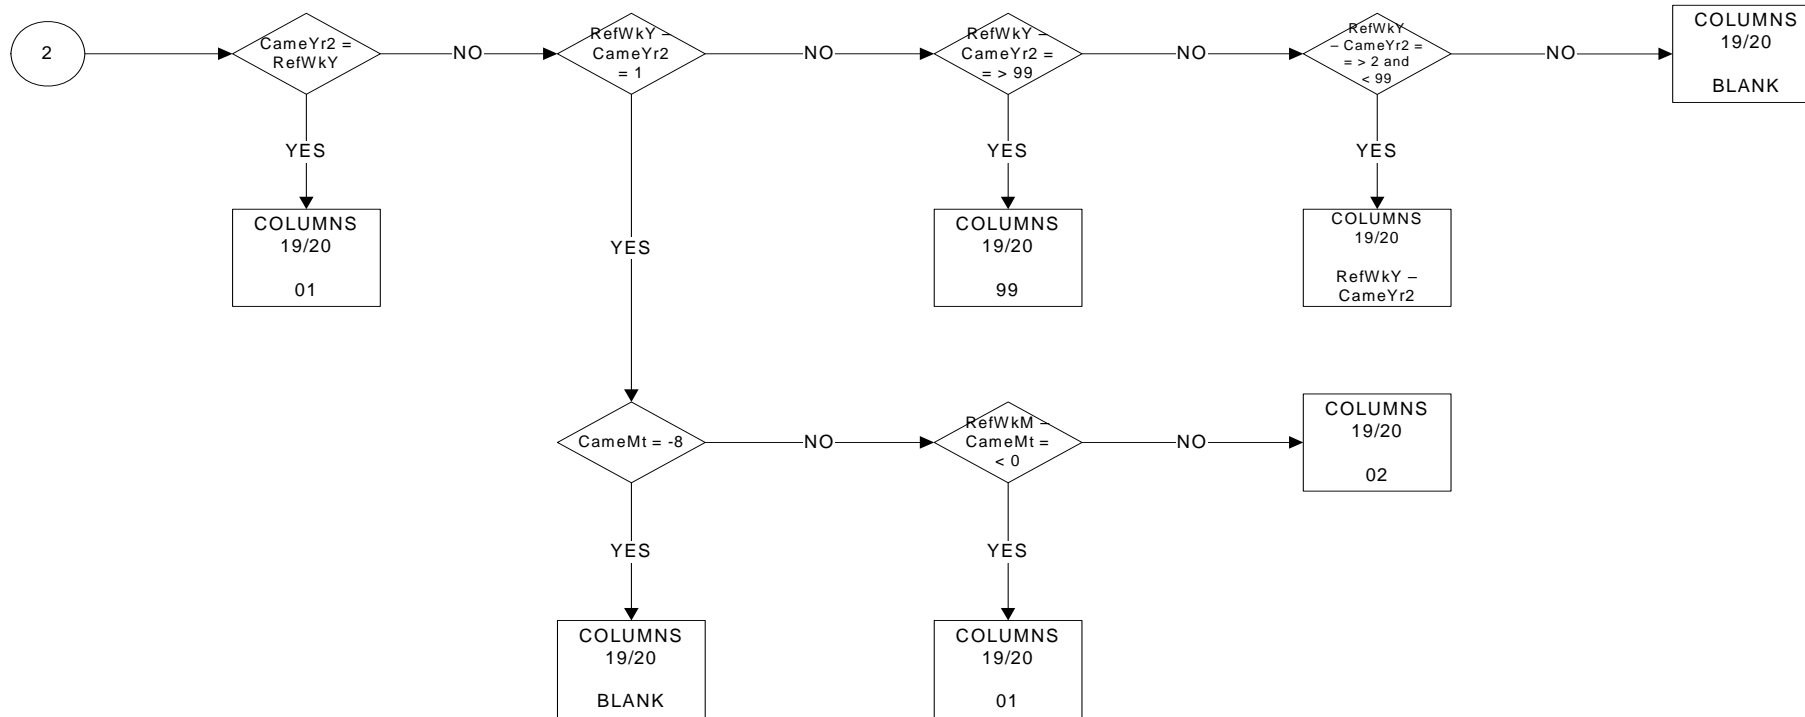 2
CameYr2 =
RefWkY
NO
RefWkY –
CameYr2
= 1
NO
RefWkY –
CameYr2 =
= > 99
NO
RefWkY
– CameYr2 =
= > 2 and
< 99
NO
COLUMNS
19/20
BLANK
YES
YES
YES
YES
COLUMNS
19/20
01
COLUMNS
19/20
99
COLUMNS
19/20
RefWkY –
CameYr2
CameMt = -8
NO
RefWkM –
CameMt =
< 0
NO
COLUMNS
19/20
02
YES
YES
COLUMNS
19/20
BLANK
COLUMNS
19/20
01